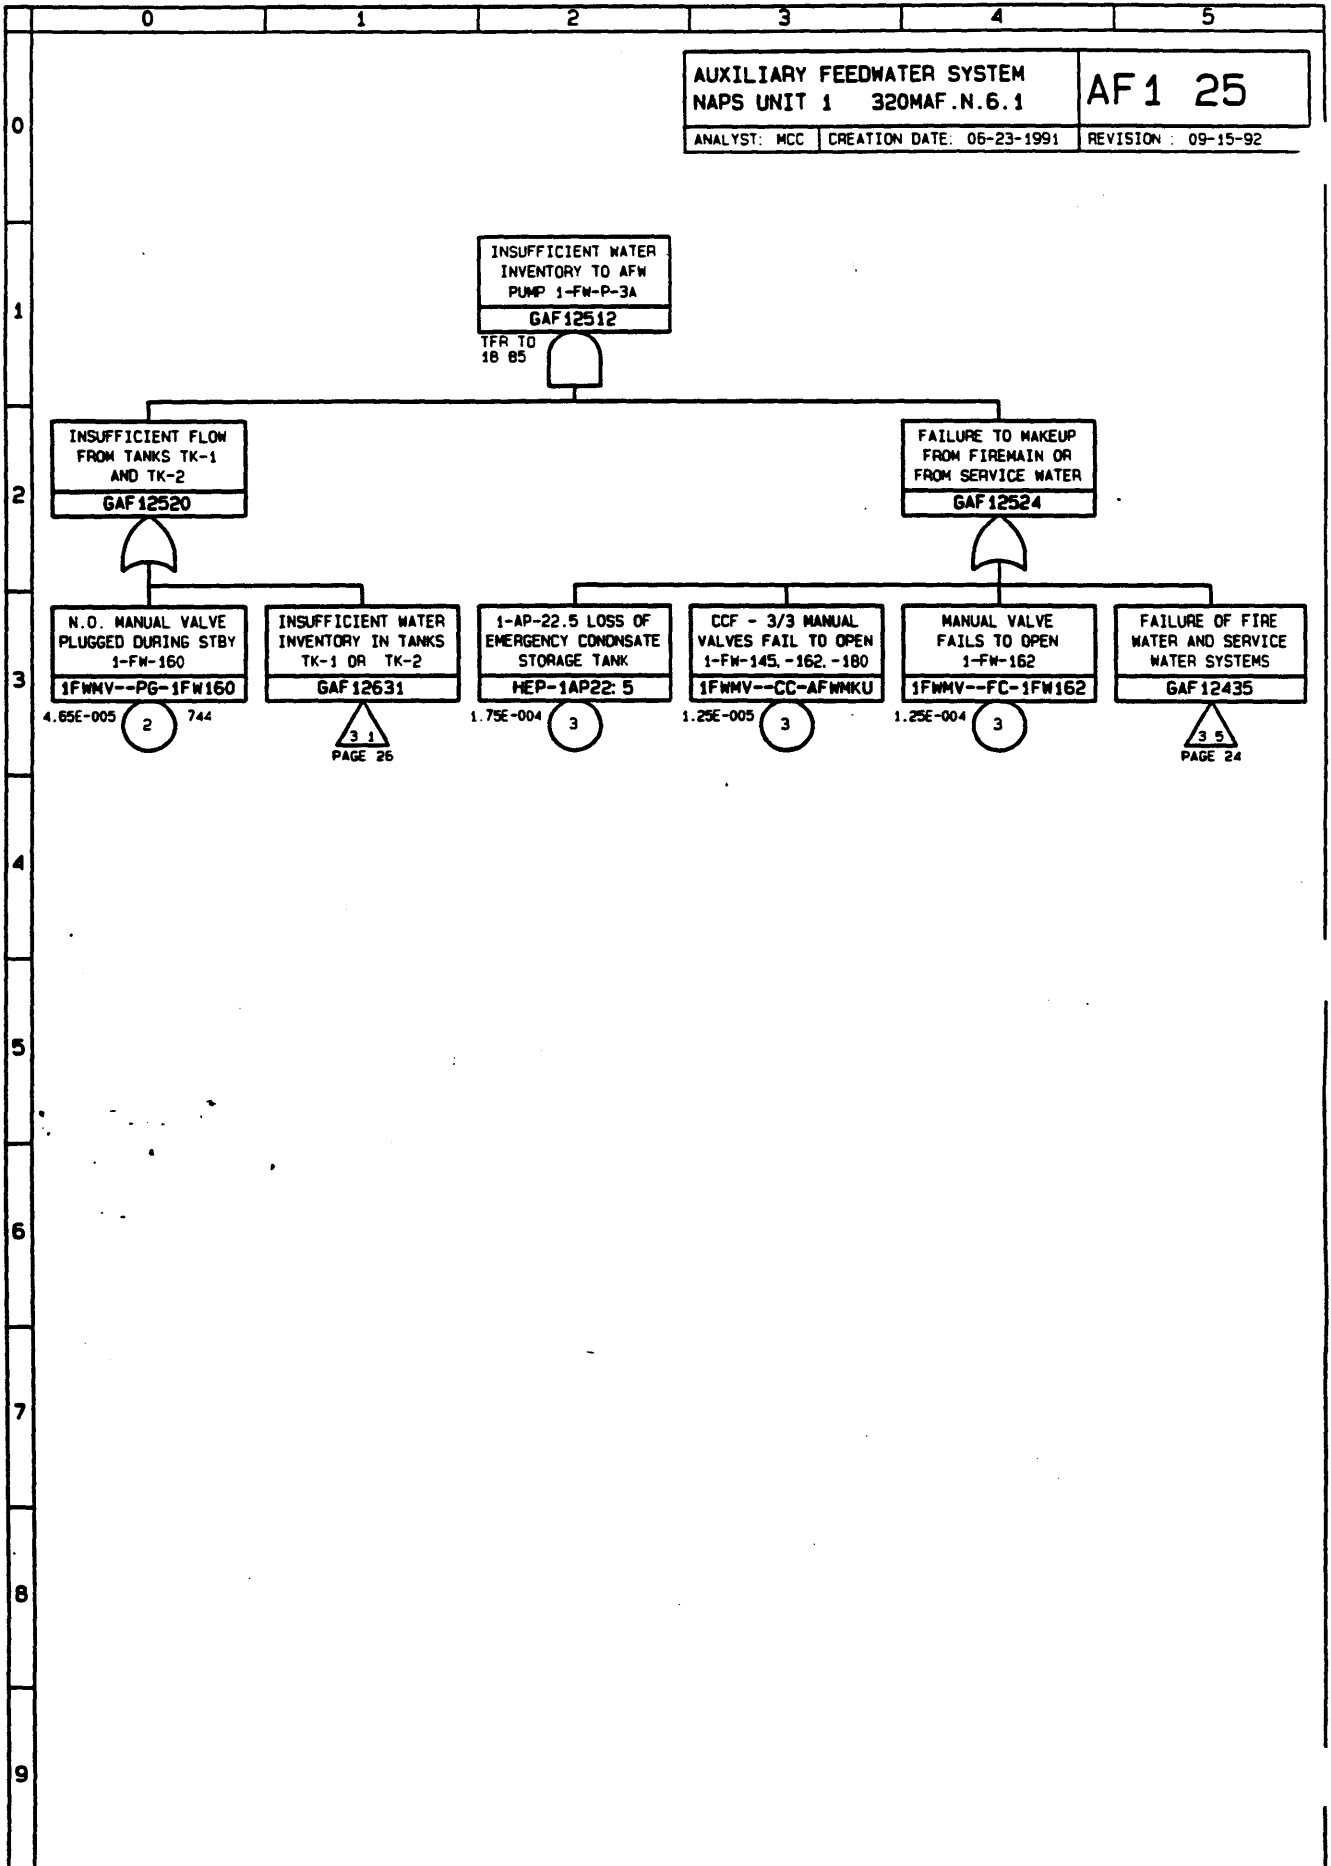 0 1 2 3 4 5
AUXILIARY FEEDWATER SYSTEM
NAPS UNIT 1 320MAF.N.6.1
AF1 25
ANALYST: MCC CREATION DATE: 06-23-1991 REVISION : 09-15-92
0
INSUFFICIENT WATER
INVENTORY TO AFW
PUMP 1-FW-P-3A
GAF12512
TFR TO
18 85
1
INSUFFICIENT FLOW
FROM TANKS TK-1
AND TK-2
GAF12520
FAILURE TO MAKEUP
FROM FIREMAIN OR
FROM SERVICE WATER
GAF12524
2
N.O. MANUAL VALVE
PLUGGED DURING STBY
1-FW-160
1FWMV--PG-1FW160
4.65E-005 2 744
INSUFFICIENT WATER
INVENTORY IN TANKS
TK-1 OR TK-2
GAF12631
3 1
PAGE 26
1-AP-22.5 LOSS OF
EMERGENCY CONDNSATE
STORAGE TANK
HEP-1AP22:5
1.75E-004 3
CCF - 3/3 MANUAL
VALVES FAIL TO OPEN
1-FW-145,-162,-180
1FWMV--CC-AFWMKU
1.25E-005 3
MANUAL VALVE
FAILS TO OPEN
1-FW-162
1FWMV--FC-1FW162
1.25E-004 3
FAILURE OF FIRE
WATER AND SERVICE
WATER SYSTEMS
GAF12435
3 5
PAGE 24
3
4
5
6
7
8
9